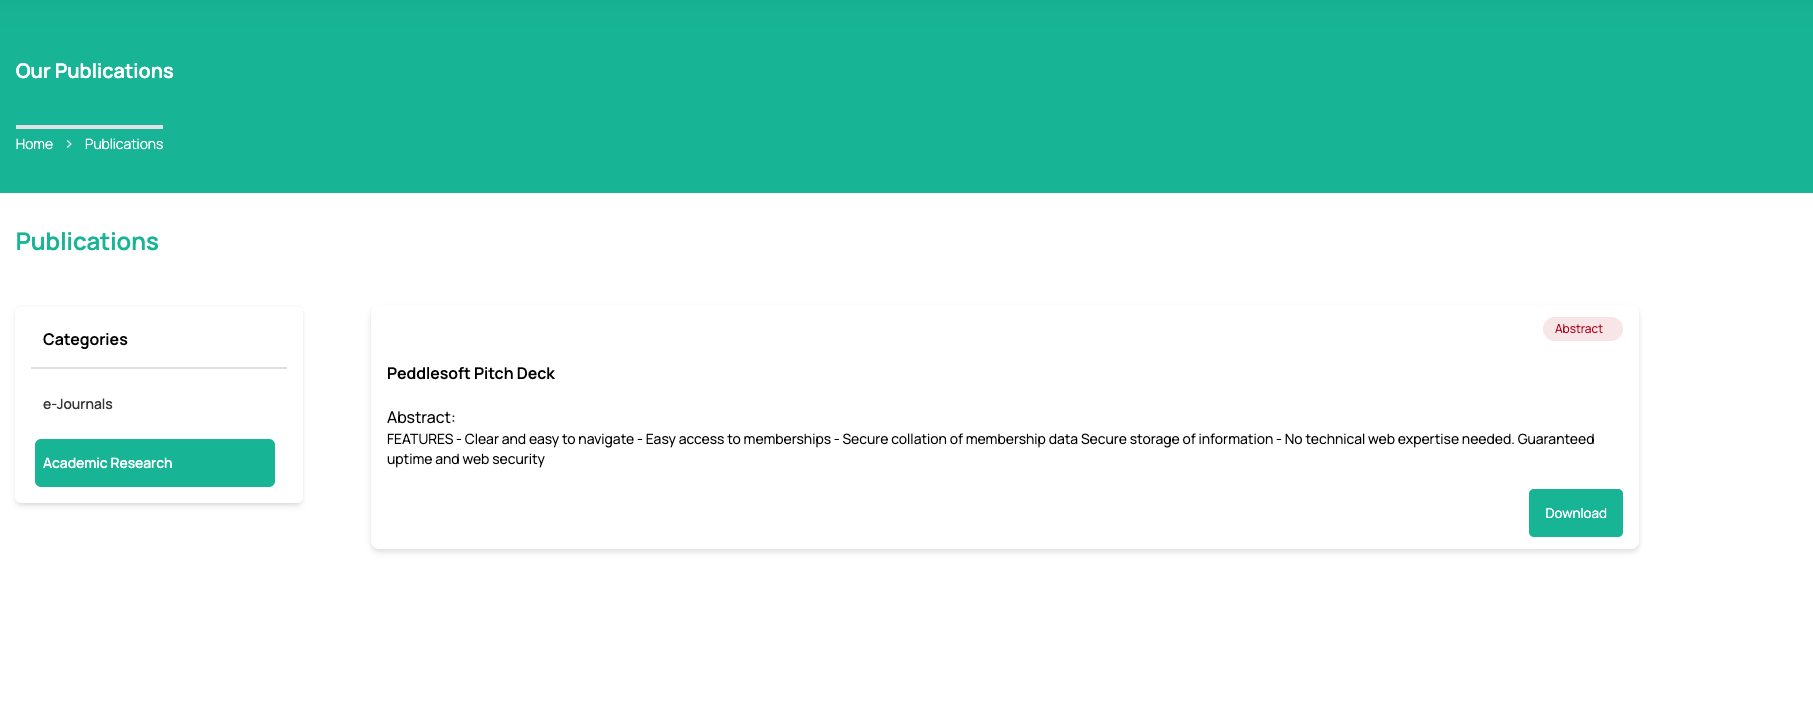 Our Publications
Home > Publications
Publications
Categories
e-Journals
Academic Research
Abstract
Peddlesoft Pitch Deck
Abstract:
FEATURES - Clear and easy to navigate - Easy access to memberships - Secure collation of membership data Secure storage of information - No technical web expertise needed. Guaranteed
uptime and web security
Download